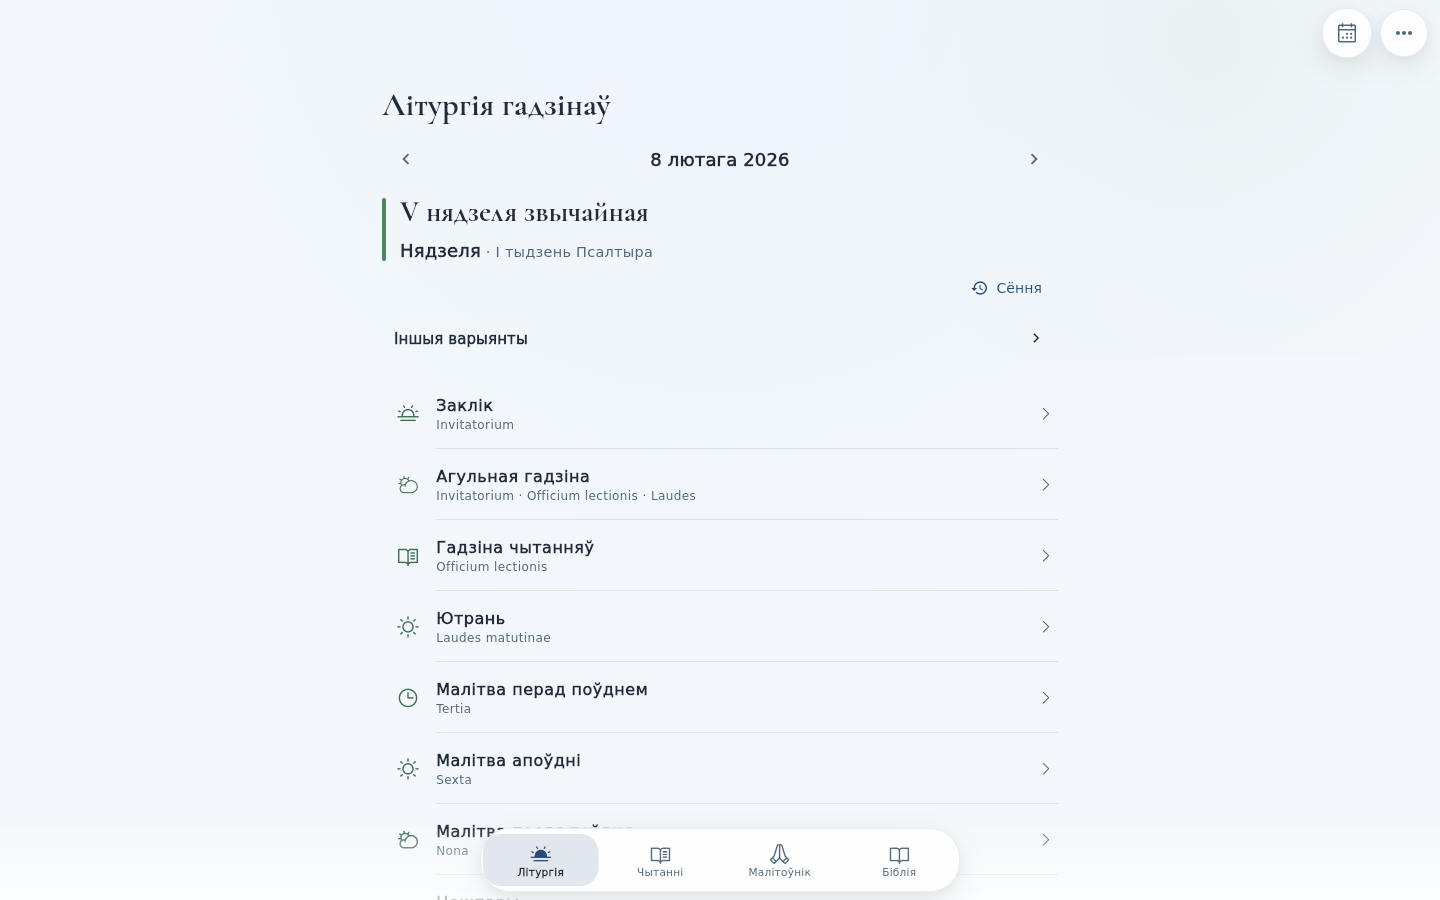 Літургія гадзінаў
8 лютага 2026
V нядзеля звычайная
Нядзеля · I тыдзень Псалтыра
Сёння
Іншыя варыянты
Заклік
Invitatorium
Агульная гадзіна
Invitatorium · Officium lectionis · Laudes
Гадзіна чытанняў
Officium lectionis
Ютрань
Laudes matutinae
Малітва перад поўднем
Tertia
Малітва апоўдні
Sexta
Малітва
Nona
Літургія
Чытанні
Малітоўнік
Біблія